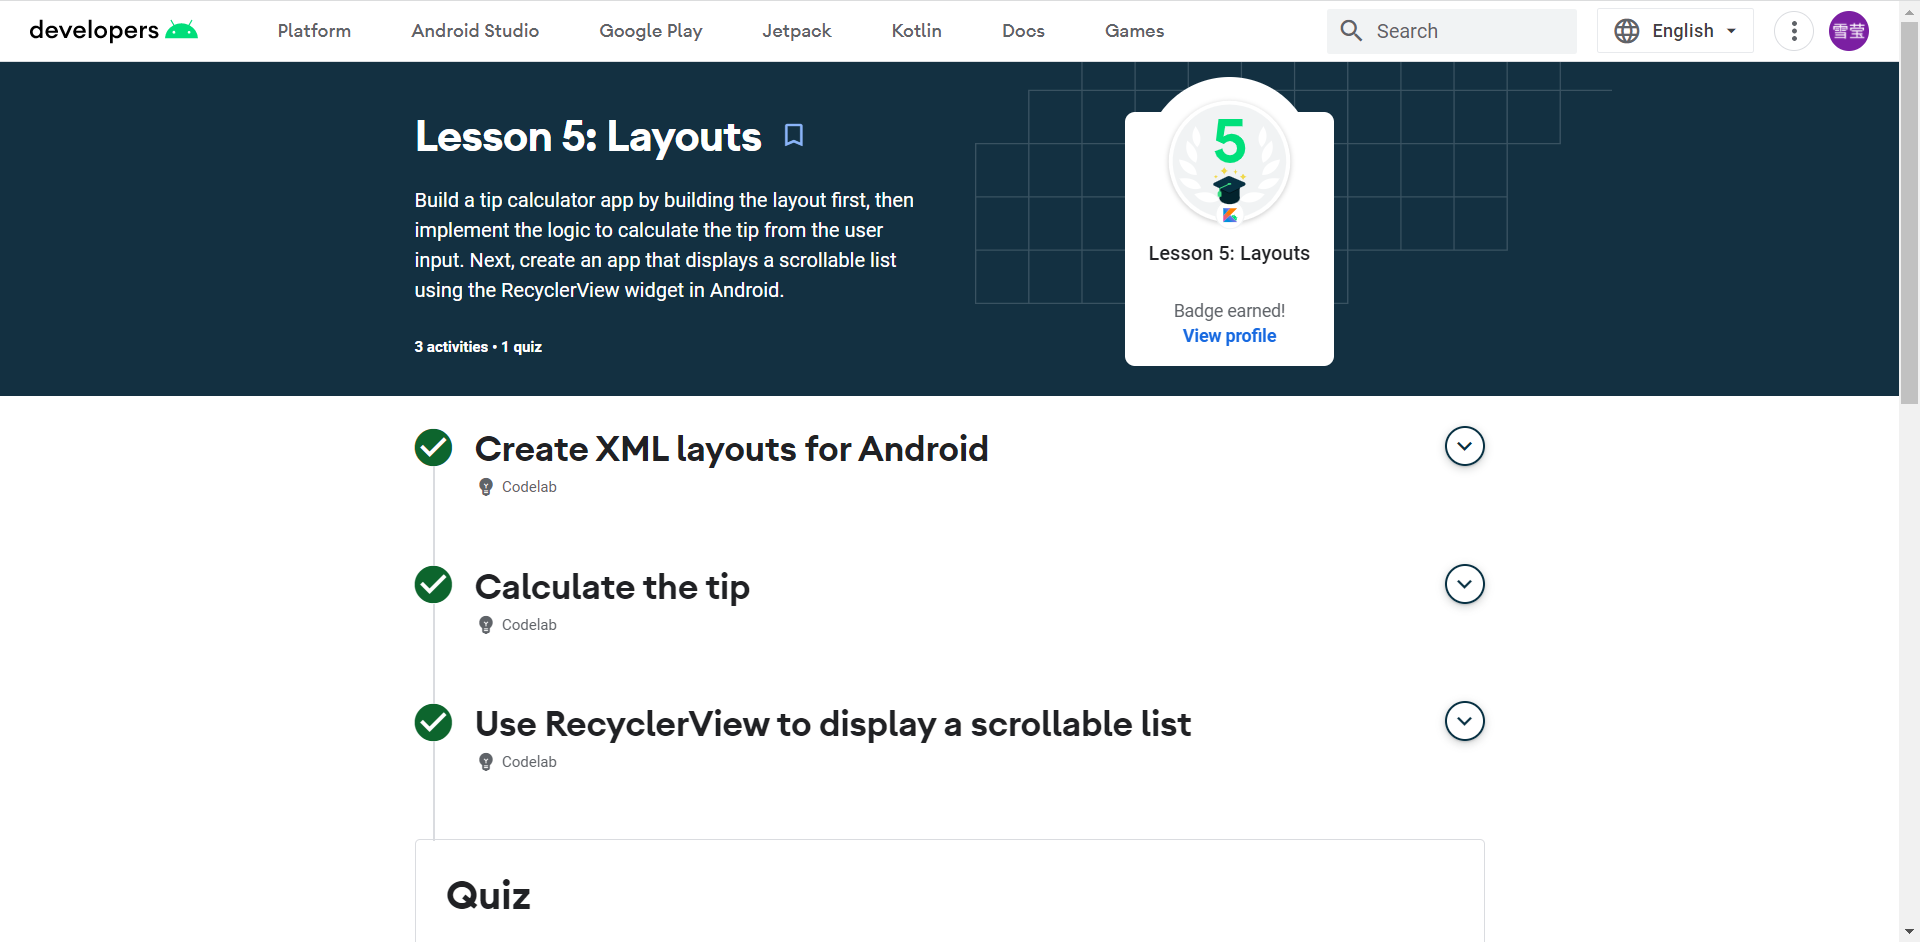 developers
Platform
Android Studio
Google Play
Jetpack
Kotlin
Docs
Games
Search
English
雪莹
Lesson 5: Layouts
Build a tip calculator app by building the layout first, then
implement the logic to calculate the tip from the user
input. Next, create an app that displays a scrollable list
using the RecyclerView widget in Android.
3 activities • 1 quiz
5
Lesson 5: Layouts
Badge earned!
View profile
Create XML layouts for Android
Codelab
Calculate the tip
Codelab
Use RecyclerView to display a scrollable list
Codelab
Quiz